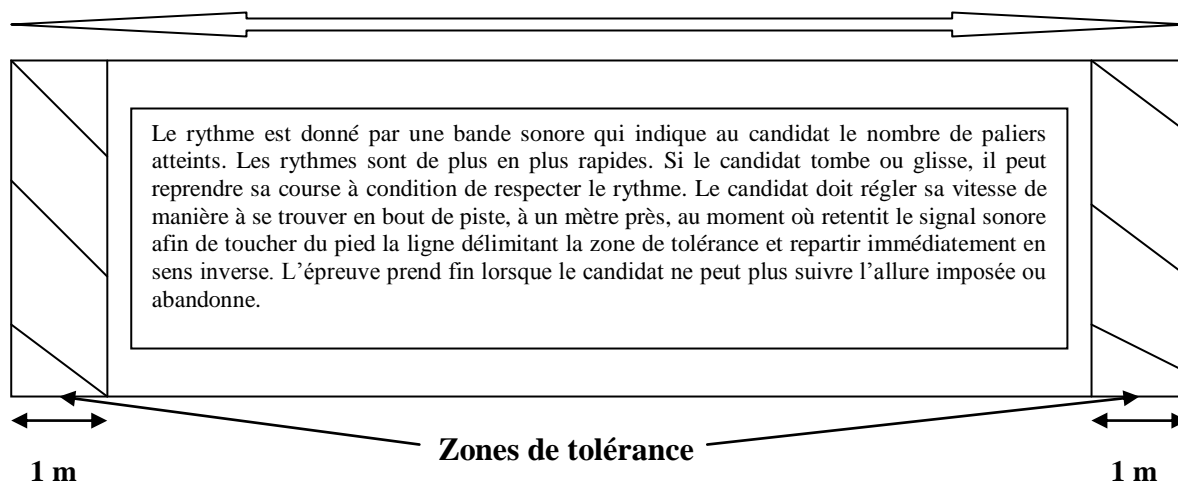 Le rythme est donné par une bande sonore qui indique au candidat le nombre de paliers
atteints. Les rythmes sont de plus en plus rapides. Si le candidat tombe ou glisse, il peut
reprendre sa course à condition de respecter le rythme. Le candidat doit régler sa vitesse de
manière à se trouver en bout de piste, à un mètre près, au moment où retentit le signal sonore
afin de toucher du pied la ligne délimitant la zone de tolérance et repartir immédiatement en
sens inverse. L’épreuve prend fin lorsque le candidat ne peut plus suivre l’allure imposée ou
abandonne.
Zones de tolérance
1 m
1 m